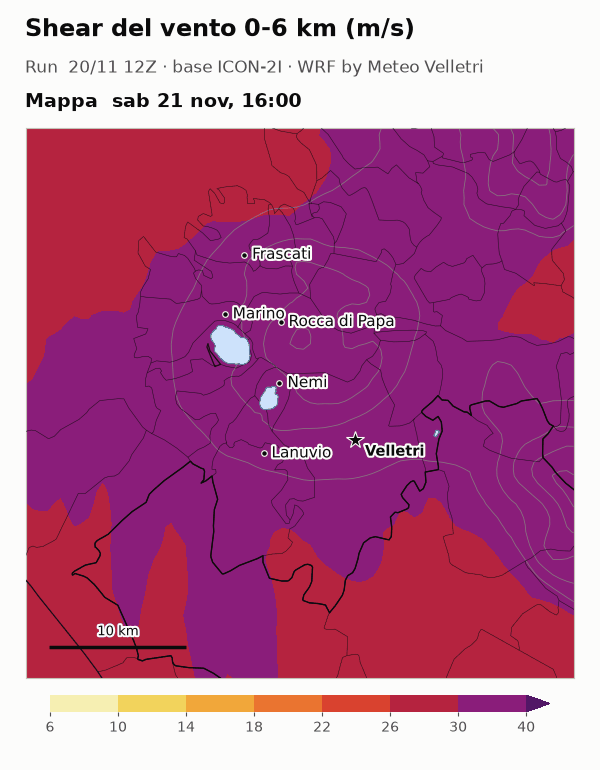 Shear del vento 0-6 km (m/s)
Run  20/11 12Z · base ICON-2I · WRF by Meteo Velletri
Mappa  sab 21 nov, 16:00
Frascati
Marino
Rocca di Papa
Nemi
Velletri
Lanuvio
10 km
6 10 14 18 22 26 30 40